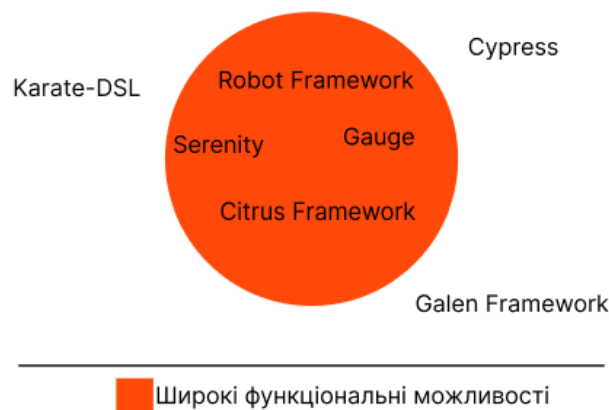 Cypress
Karate-DSL
Robot Framework
Serenity
Gauge
Citrus Framework
Galen Framework
Широкі функціональні можливості